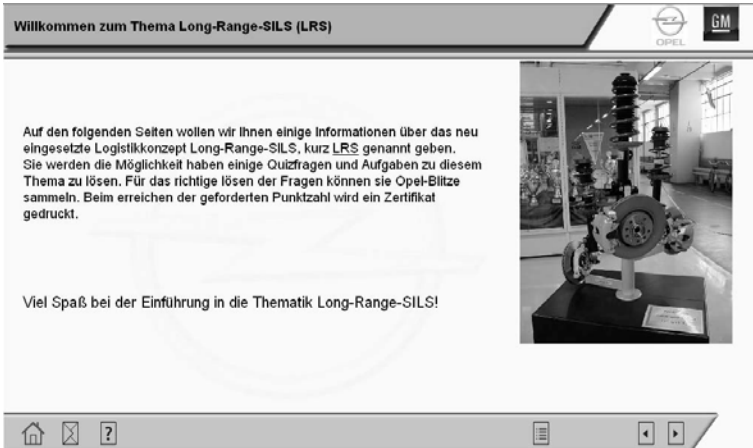 Willkommen zum Thema Long-Range-SILS (LRS)
OPEL
GM
Auf den folgenden Seiten wollen wir Ihnen einige Informationen über das neu
eingesetzte Logistikkonzept Long-Range-SILS, kurz LRS genannt geben.
Sie werden die Möglichkeit haben einige Quizfragen und Aufgaben zu diesem
Thema zu lösen. Für das richtige lösen der Fragen können sie Opel-Blitze
sammeln. Beim erreichen der geforderten Punktzahl wird ein Zertifikat
gedruckt.
Viel Spaß bei der Einführung in die Thematik Long-Range-SILS!
?